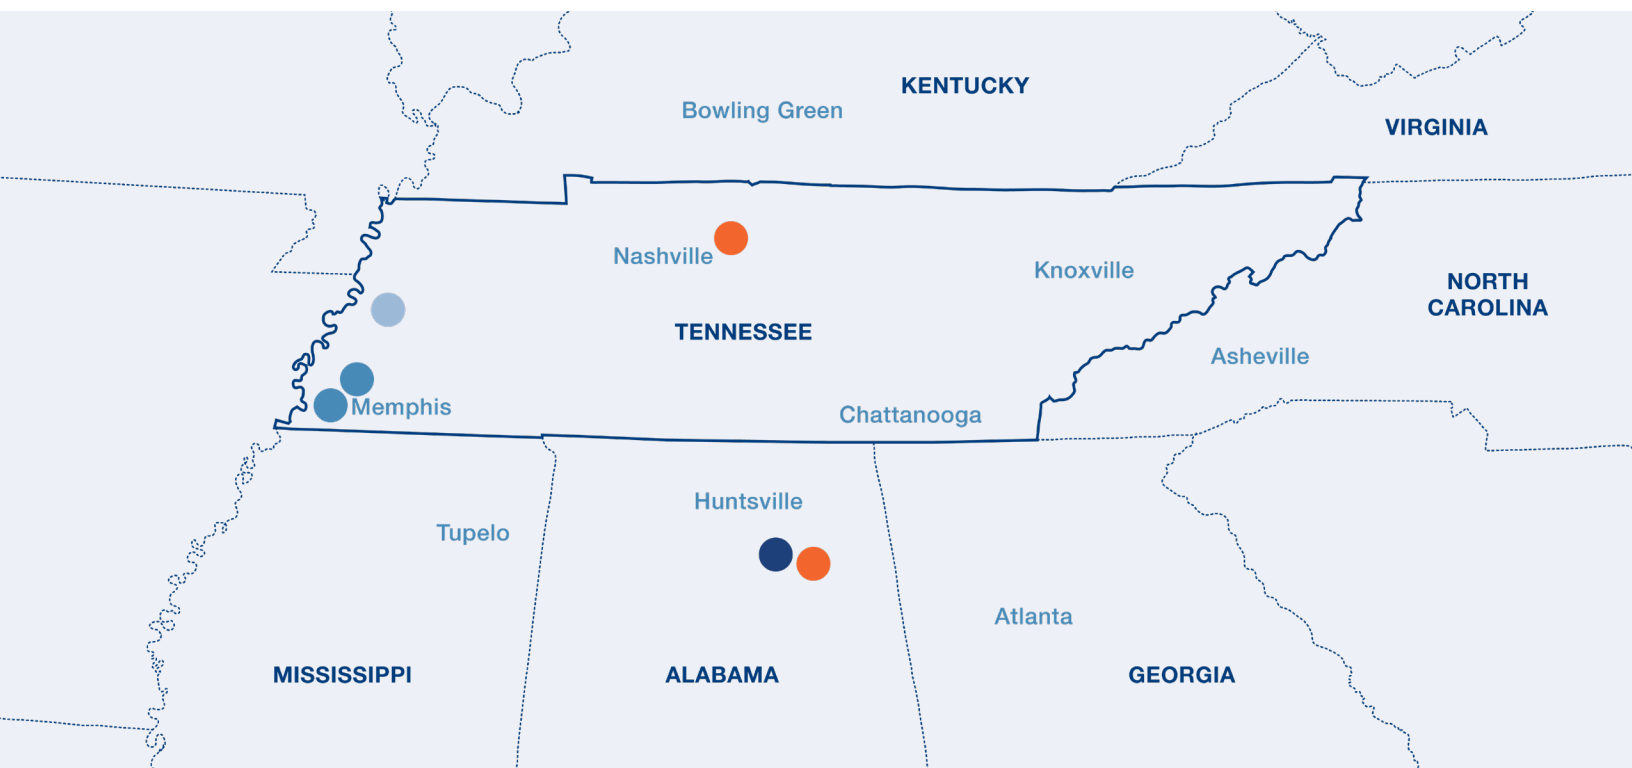 KENTUCKY
Bowling Green
VIRGINIA
Nashville
Knoxville
NORTH
CAROLINA
TENNESSEE
Asheville
Memphis
Chattanooga
Huntsville
Tupelo
Atlanta
MISSISSIPPI
ALABAMA
GEORGIA